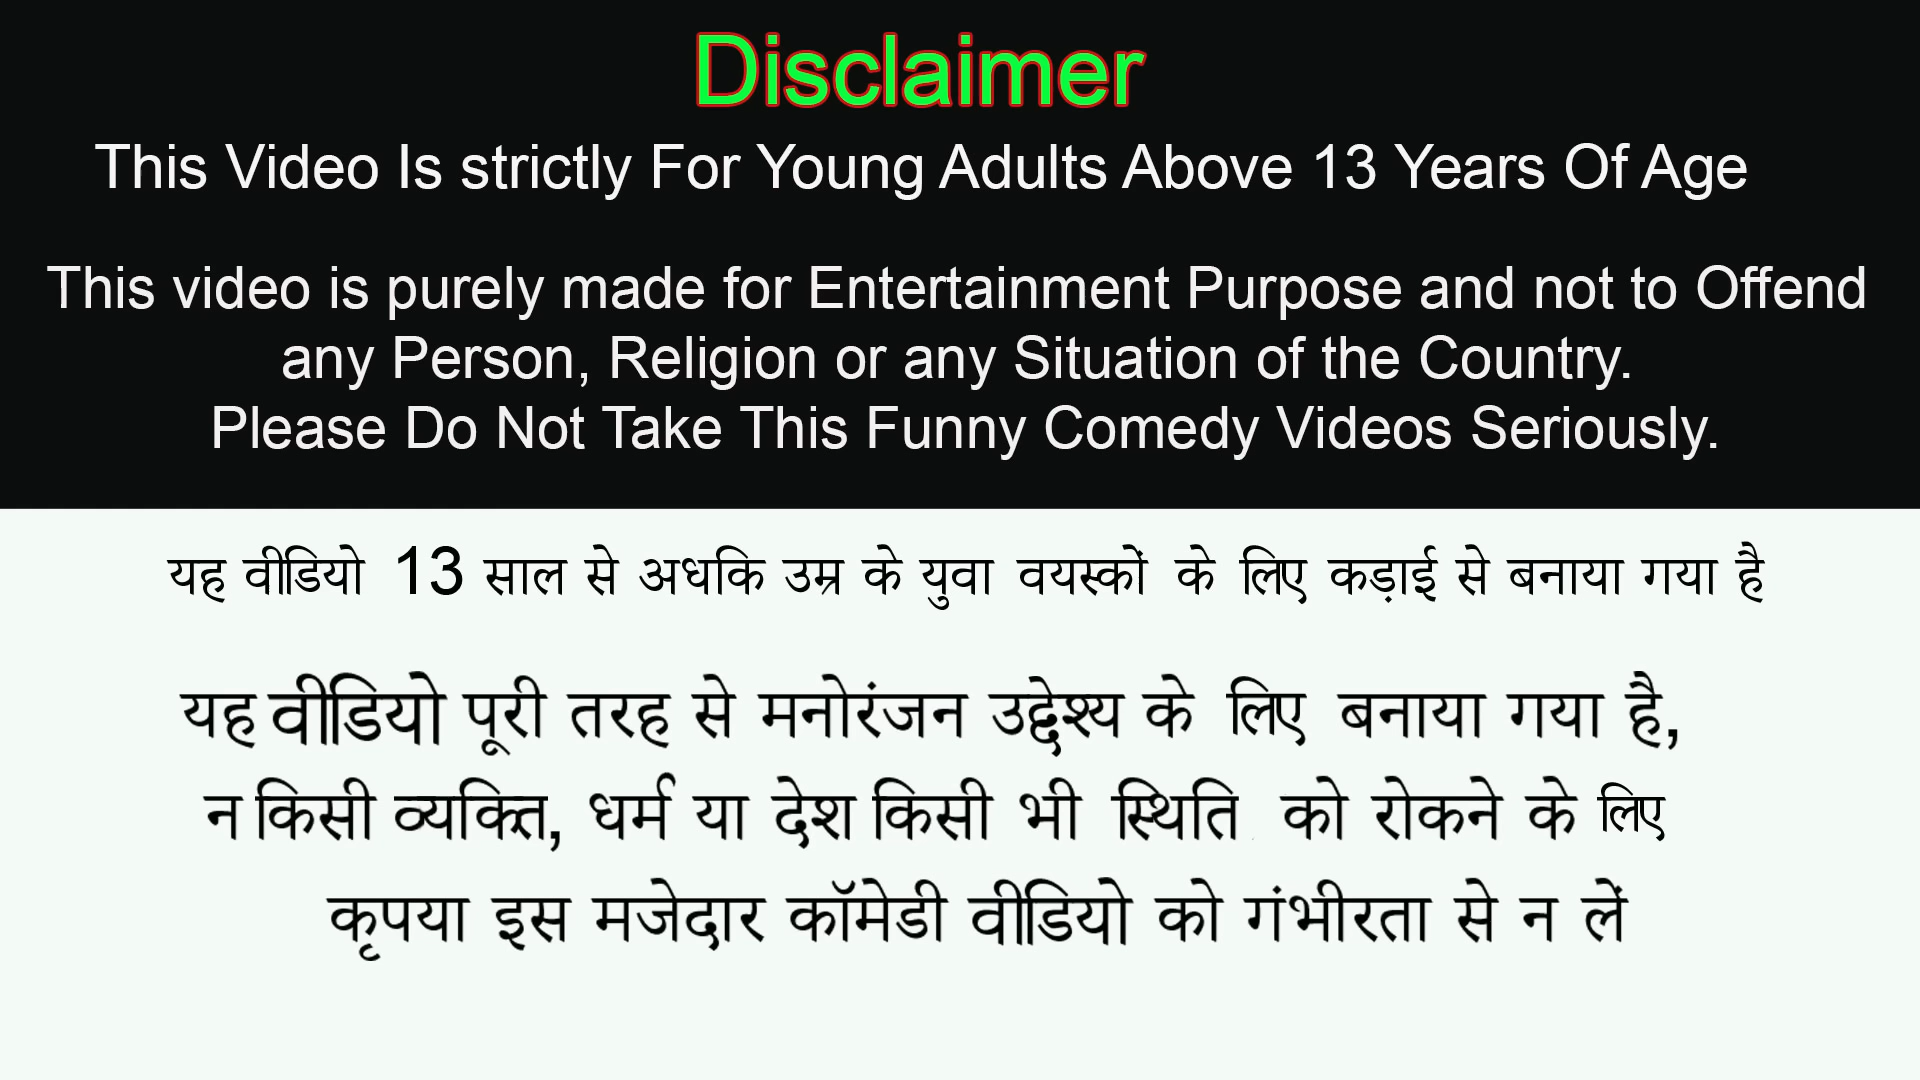 Disclaimer
This Video Is strictly For Young Adults Above 13 Years Of Age
This video is purely made for Entertainment Purpose and not to Offend
any Person, Religion or any Situation of the Country.
Please Do Not Take This Funny Comedy Videos Seriously.
यह वीडियो 13 साल से अधकि उम्र के युवा वयस्कों के लिए कड़ाई से बनाया गया है
यह वीडियो पूरी तरह से मनोरंजन उद्देश्य के लिए बनाया गया है,
न किसी व्यक्ति, धर्म या देश किसी भी स्थिति को रोकने के लिए
कृपया इस मजेदार कॉमेडी वीडियो को गंभीरता से न लें